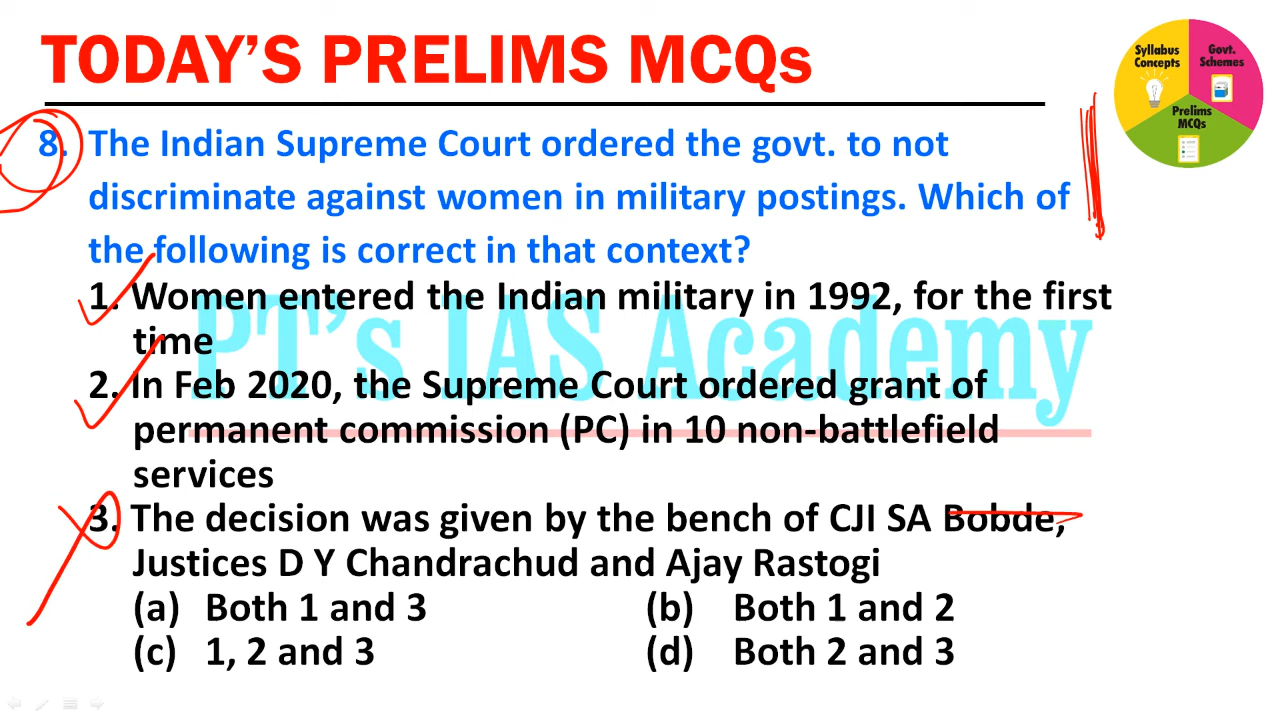 TODAY'S PRELIMS MCQs
Syllabus Concepts
Govt. Schemes
Prelims MCQs
8. The Indian Supreme Court ordered the govt. to not
discriminate against women in military postings. Which of
the following is correct in that context?
1. Women entered the Indian military in 1992, for the first
time
2. In Feb 2020, the Supreme Court ordered grant of
permanent commission (PC) in 10 non-battlefield
services
3. The decision was given by the bench of CJI SA Bobde,
Justices D Y Chandrachud and Ajay Rastogi
(a) Both 1 and 3 (b) Both 1 and 2
(c) 1, 2 and 3 (d) Both 2 and 3
PT's IAS Academy